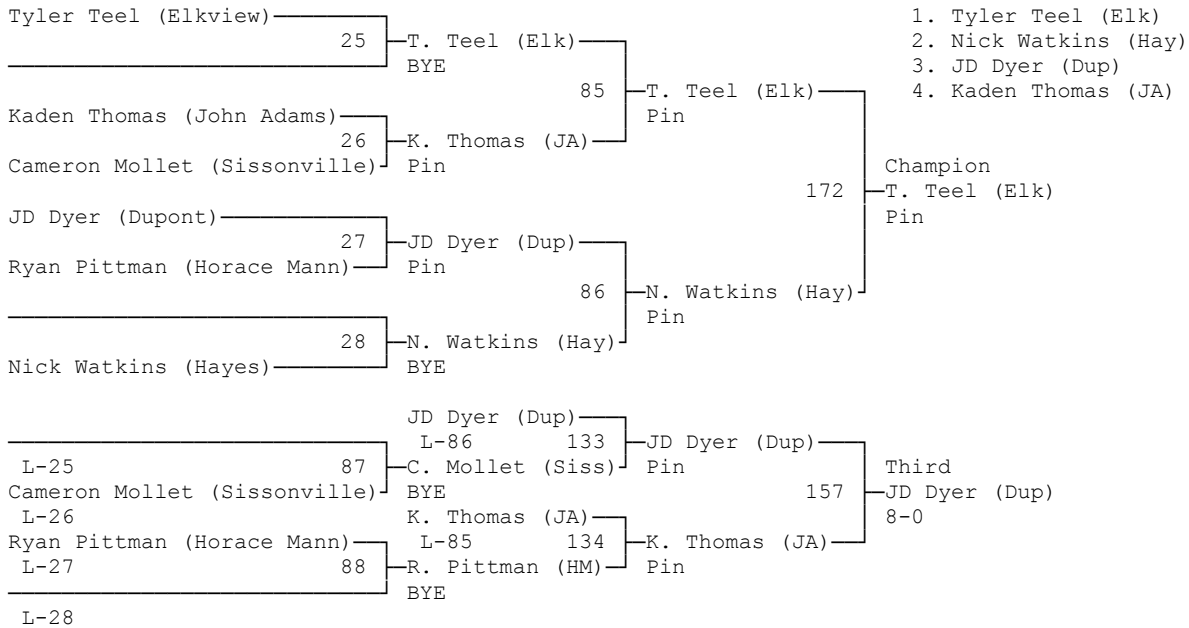 Tyler Teel (Elkview) 1. Tyler Teel (Elk)
25 T. Teel (Elk) 2. Nick Watkins (Hay)
BYE 3. JD Dyer (Dup)
85 T. Teel (Elk) 4. Kaden Thomas (JA)
Kaden Thomas (John Adams) Pin
26 K. Thomas (JA)
Cameron Mollet (Sissonville) Pin Champion
172 T. Teel (Elk)
JD Dyer (Dupont) Pin
27 JD Dyer (Dup)
Ryan Pittman (Horace Mann) Pin
86 N. Watkins (Hay)
Pin
28 N. Watkins (Hay)
Nick Watkins (Hayes) BYE
JD Dyer (Dup)
L-86 133 JD Dyer (Dup)
L-25 87 C. Mollet (Siss) Pin Third
Cameron Mollet (Sissonville) BYE 157 JD Dyer (Dup)
L-26 K. Thomas (JA) 8-0
Ryan Pittman (Horace Mann) L-85 134 K. Thomas (JA)
L-27 88 R. Pittman (HM) Pin
BYE
L-28